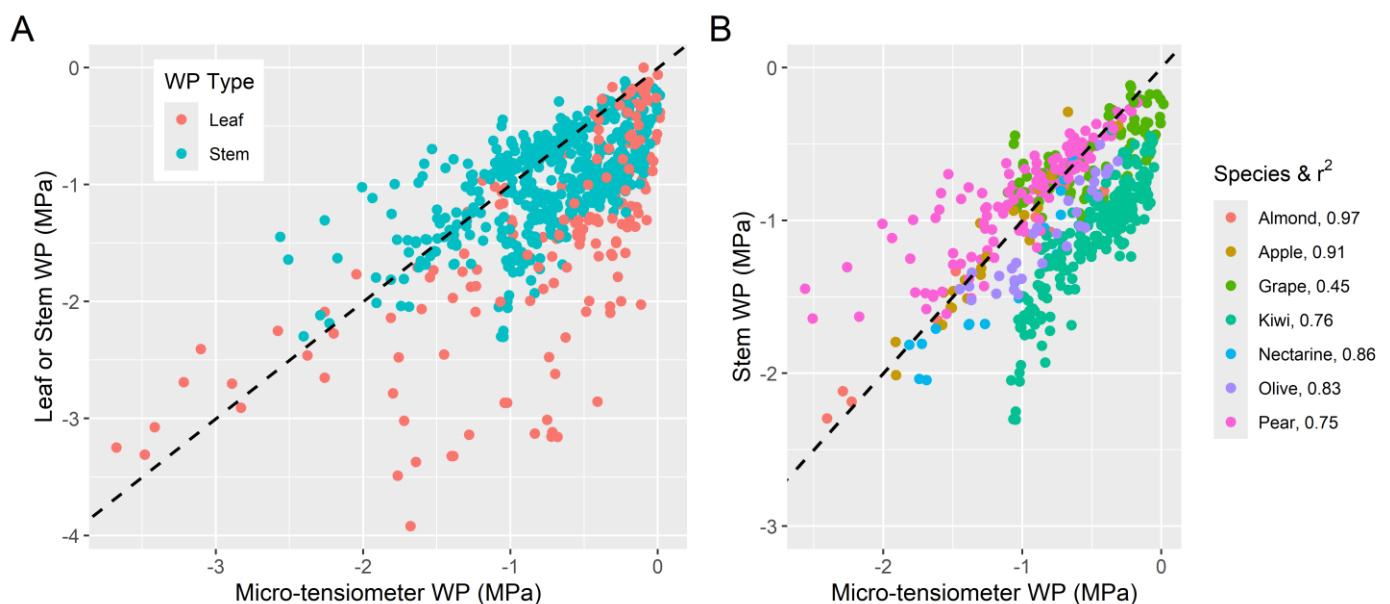 A
Leaf or Stem WP (MPa)
0
-1
-2
-3
-4
WP Type
Leaf
Stem
-3
-2
-1
0
Micro-tensiometer WP (MPa)
B
Stem WP (MPa)
0
-1
-2
-3
-2
-1
0
Micro-tensiometer WP (MPa)
Species & r²
Almond, 0.97
Apple, 0.91
Grape, 0.45
Kiwi, 0.76
Nectarine, 0.86
Olive, 0.83
Pear, 0.75